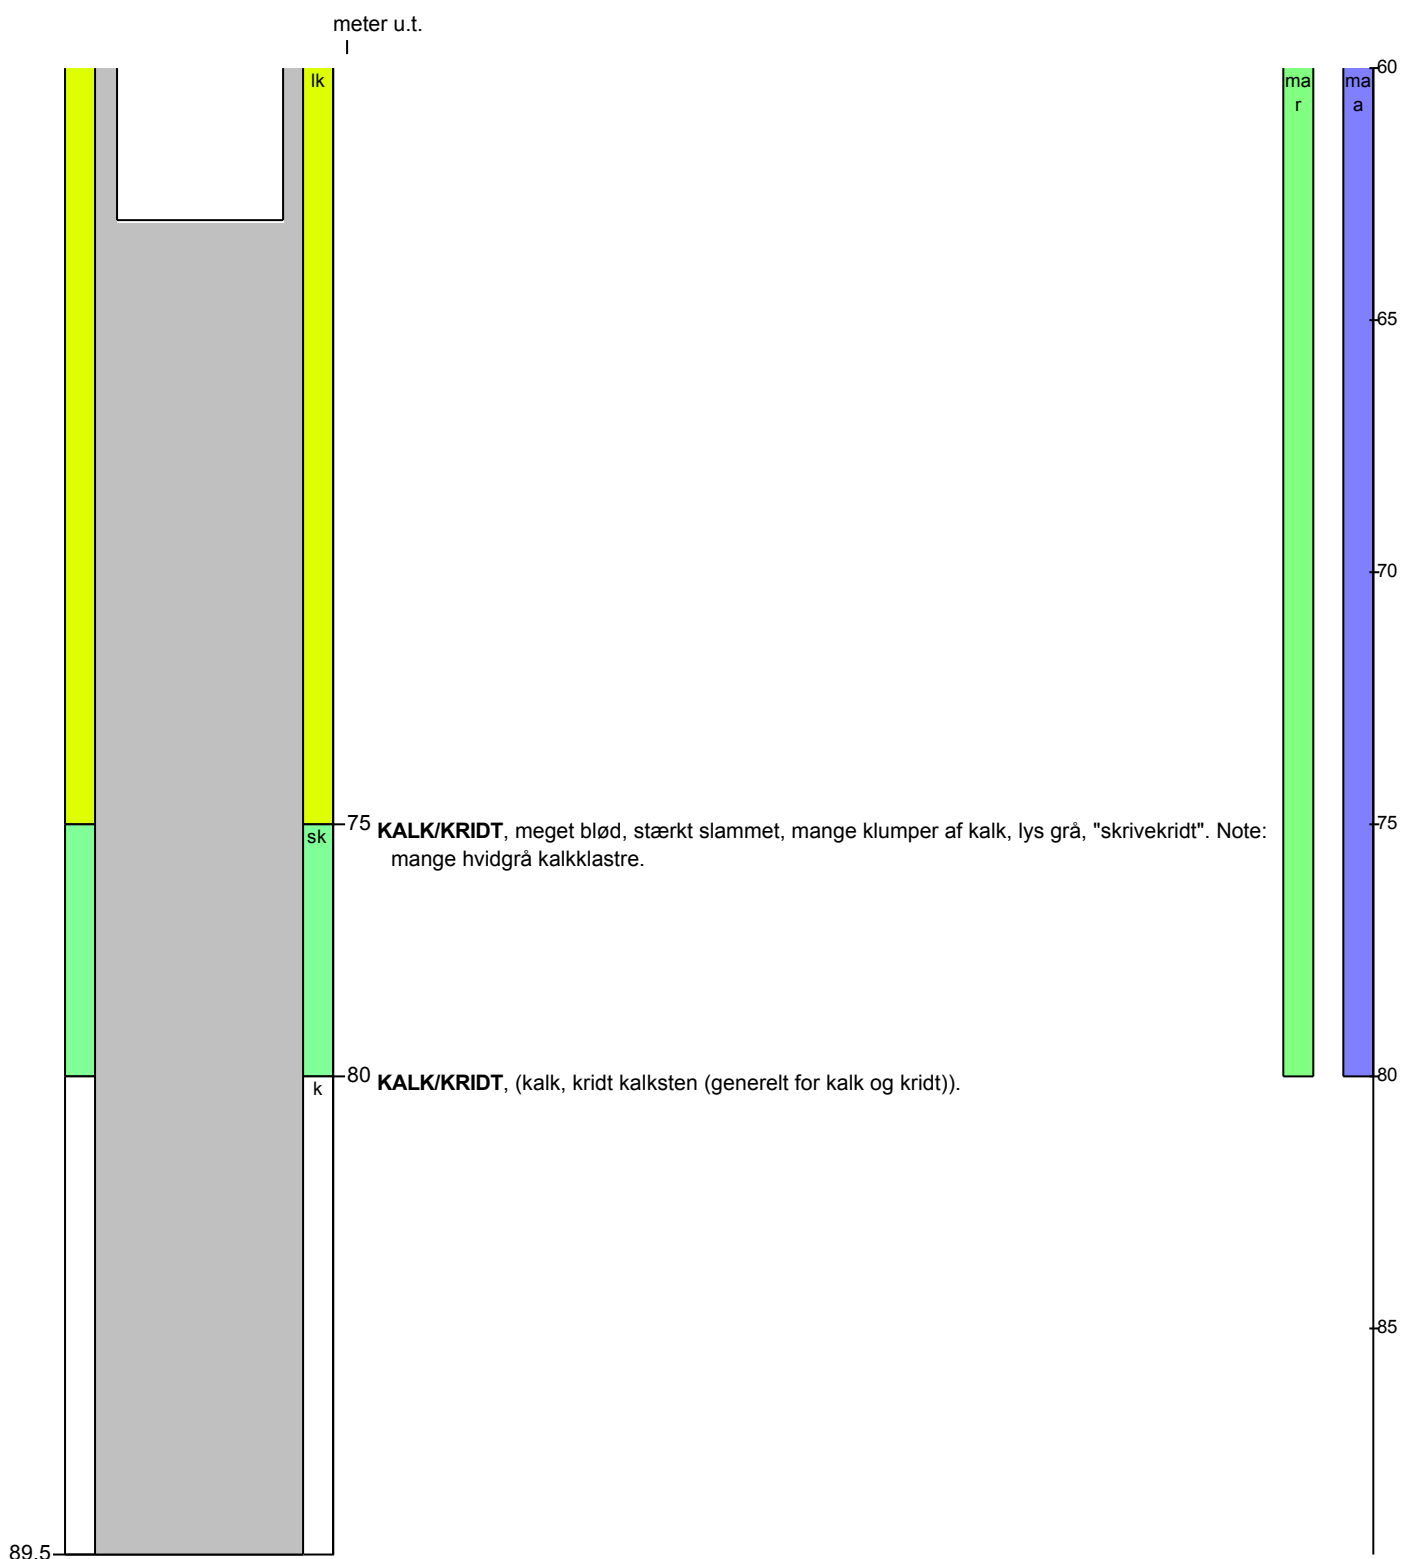 meter u.t.
lk
ma
r
ma
a
60
65
70
75 KALK/KRIDT, meget blød, stærkt slammet, mange klumper af kalk, lys grå, "skrivekridt". Note:
mange hvidgrå kalkklastre.
sk
75
80 KALK/KRIDT, (kalk, kridt kalksten (generelt for kalk og kridt)).
k
80
85
89.5